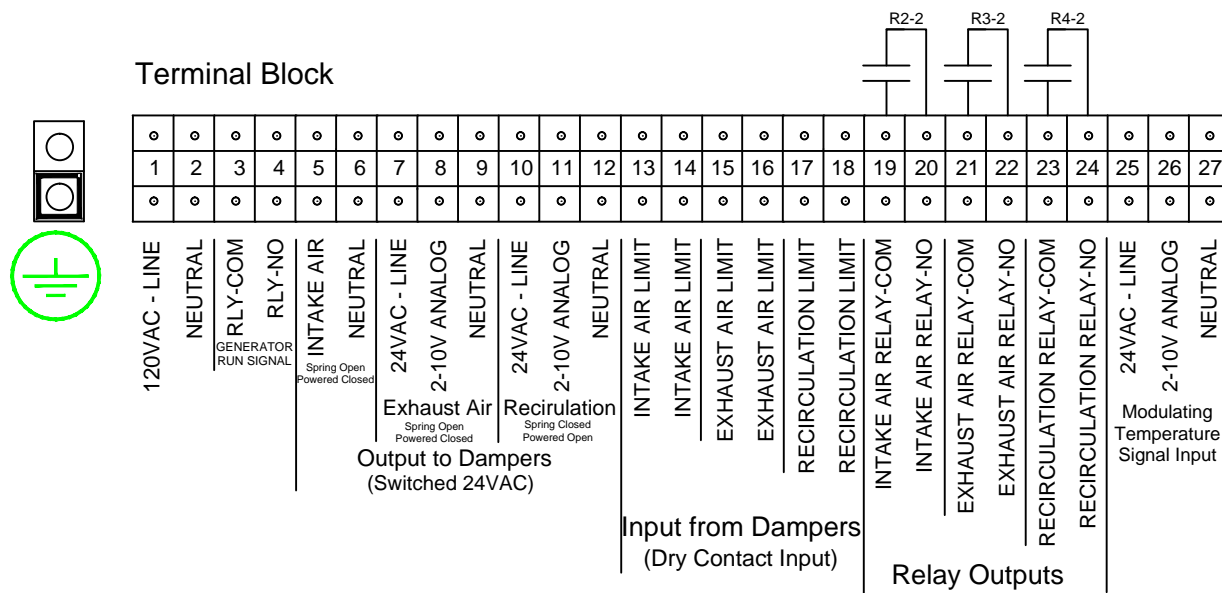 R2-2 R3-2 R4-2
Terminal Block
1 2 3 4 5 6 7 8 9 10 11 12 13 14 15 16 17 18 19 20 21 22 23 24 25 26 27
120VAC - LINE
NEUTRAL
RLY-COM
RLY-NO
GENERATOR
RUN SIGNAL
INTAKE AIR
NEUTRAL
Spring Open
Powered Closed
24VAC - LINE
2-10V ANALOG
NEUTRAL
Exhaust Air
Spring Open
Powered Closed
24VAC - LINE
2-10V ANALOG
NEUTRAL
Recirulation
Spring Closed
Powered Open
Output to Dampers
(Switched 24VAC)
INTAKE AIR LIMIT
INTAKE AIR LIMIT
EXHAUST AIR LIMIT
EXHAUST AIR LIMIT
RECIRCULATION LIMIT
RECIRCULATION LIMIT
Input from Dampers
(Dry Contact Input)
INTAKE AIR RELAY-COM
INTAKE AIR RELAY-NO
EXHAUST AIR RELAY-COM
EXHAUST AIR RELAY-NO
RECIRCULATION RELAY-COM
RECIRCULATION RELAY-NO
Relay Outputs
24VAC - LINE
2-10V ANALOG
NEUTRAL
Modulating
Temperature
Signal Input